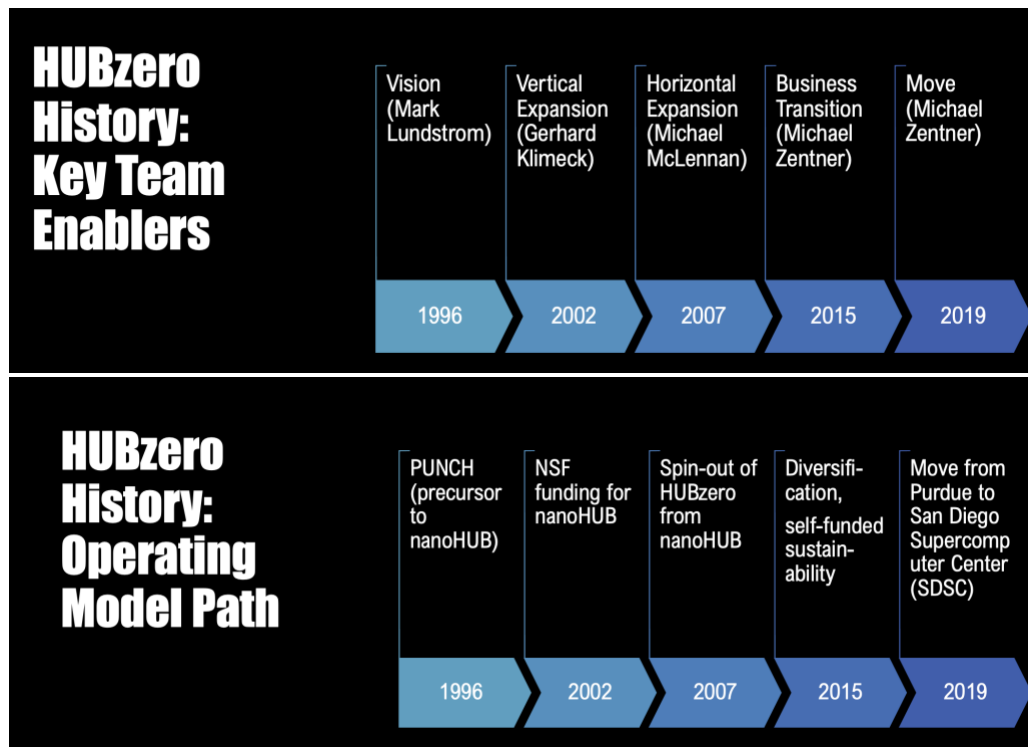 HUBzero
History:
Key Team
Enablers
Vision
(Mark
Lundstrom)
Vertical
Expansion
(Gerhard
Klimeck)
Horizontal
Expansion
(Michael
McLennan)
Business
Transition
(Michael
Zentner)
Move
(Michael
Zentner)
1996
2002
2007
2015
2019
HUBzero
History:
Operating
Model Path
PUNCH
(precursor
to
nanoHUB)
NSF
funding for
nanoHUB
Spin-out of
HUBzero
from
nanoHUB
Diversifi-
cation,
self-funded
sustain-
ability
Move from
Purdue to
San Diego
Supercomp
uter Center
(SDSC)
1996
2002
2007
2015
2019